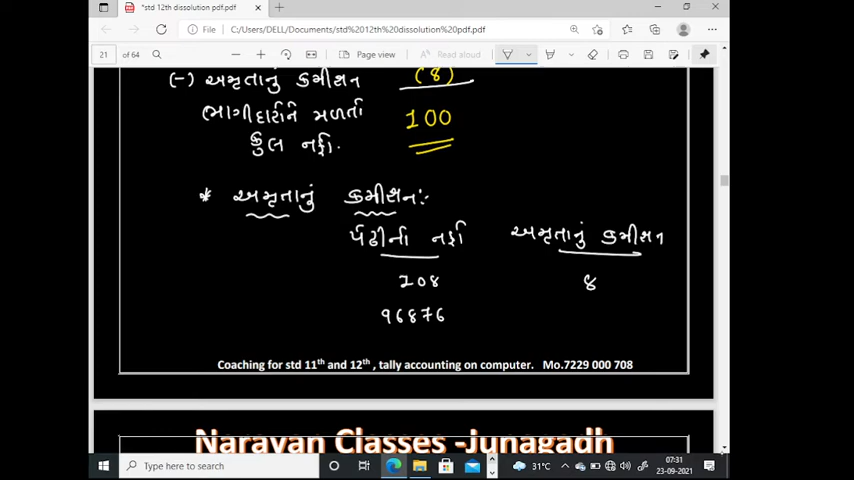 *std 12th dissolution pdf.pdf
File
C:/Users/DELL/Documents/std%2012th%20dissolution%20pdf.pdf
21 of 64
Page view
Read aloud
(-) અમૃતાનું કમીશન (8)
ભાગીદારોને મળતો 100
કુલ નફો.
* અમૃતાનું કમીશન:-
પેઢીનો નફો અમૃતાનું કમીશન
108 8
96876
Coaching for std 11th and 12th , tally accounting on computer. Mo.7229 000 708
Narayan Classes -Junagadh
Type here to search
31°C
07:31
23-09-2021